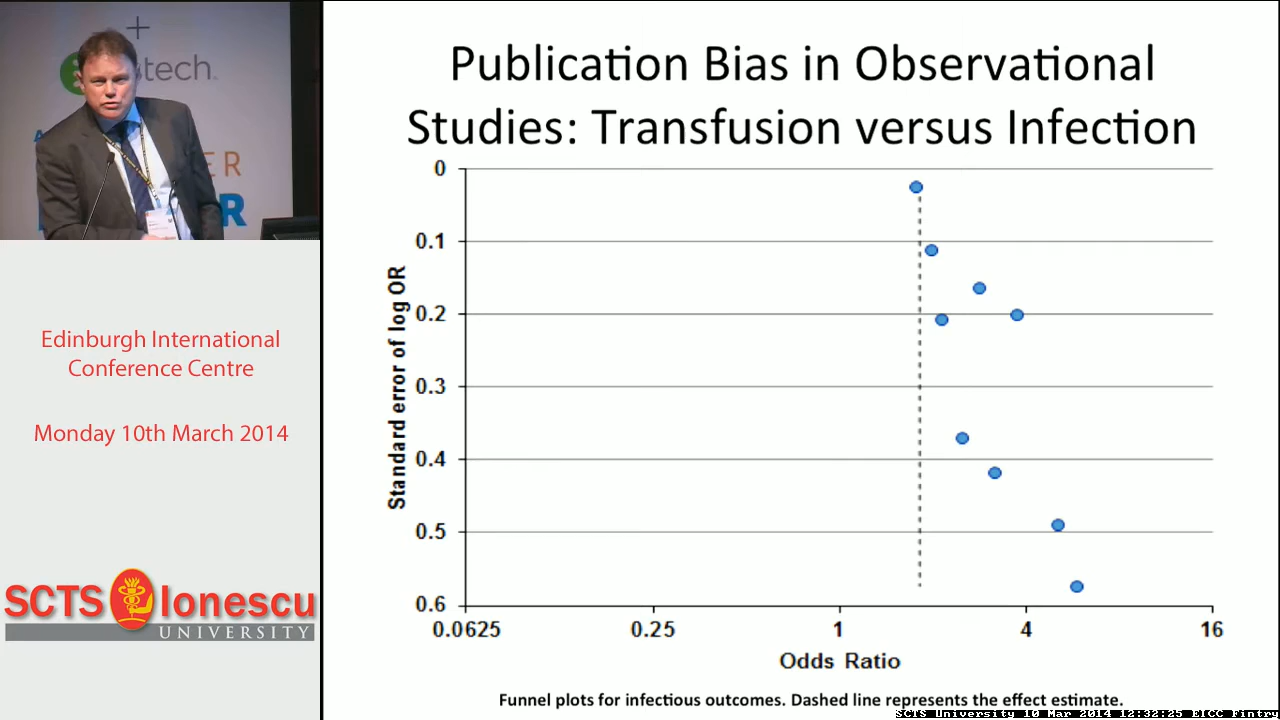 +
tech.
ER
R
Edinburgh International
Conference Centre
Monday 10th March 2014
SCTS Ionescu
UNIVERSITY
Publication Bias in Observational
Studies: Transfusion versus Infection
0
0.1
0.2
0.3
0.4
0.5
0.6
Standard error of log OR
0.0625 0.25 1 4 16
Odds Ratio
Funnel plots for infectious outcomes. Dashed line represents the effect estimate.
SCTS University 10 Mar 2014 12:32:25 EICC Fintry